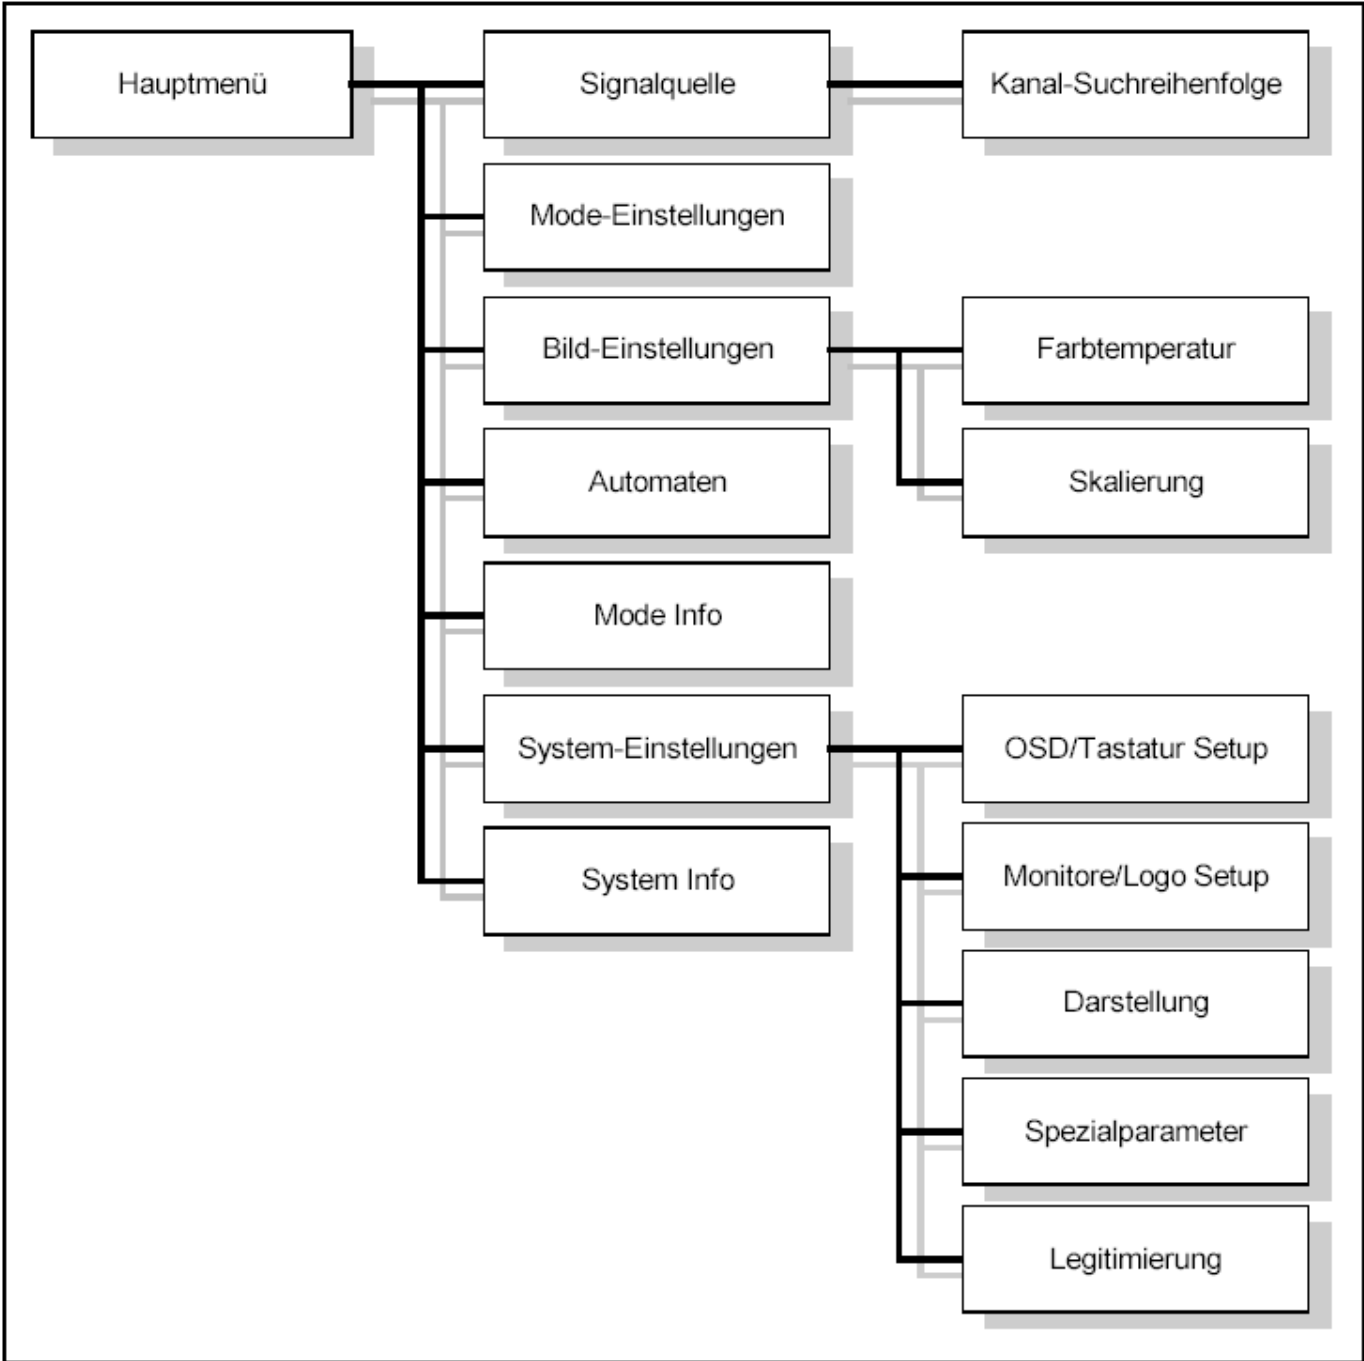 Hauptmenü
Signalquelle
Kanal-Suchreihenfolge
Mode-Einstellungen
Bild-Einstellungen
Farbtemperatur
Automaten
Skalierung
Mode Info
System-Einstellungen
OSD/Tastatur Setup
System Info
Monitore/Logo Setup
Darstellung
Spezialparameter
Legitimierung